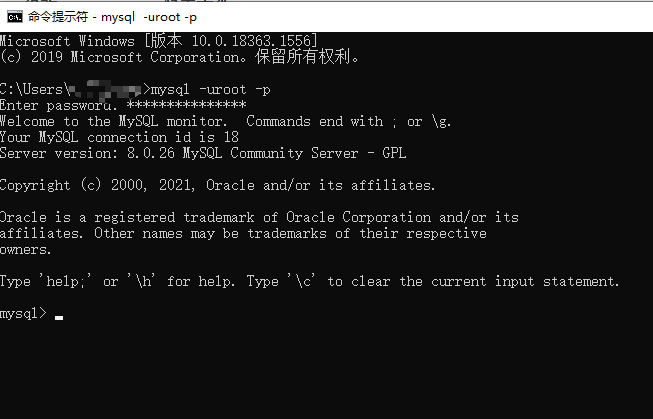 命令提示符 - mysql -uroot -p
Microsoft Windows [版本 10.0.18363.1556]
(c) 2019 Microsoft Corporation。保留所有权利。
C:\Users\>mysql -uroot -p
Enter password: ***************
Welcome to the MySQL monitor.  Commands end with ; or \g.
Your MySQL connection id is 18
Server version: 8.0.26 MySQL Community Server - GPL
Copyright (c) 2000, 2021, Oracle and/or its affiliates.
Oracle is a registered trademark of Oracle Corporation and/or its
affiliates. Other names may be trademarks of their respective
owners.
Type 'help;' or '\h' for help. Type '\c' to clear the current input statement.
mysql>